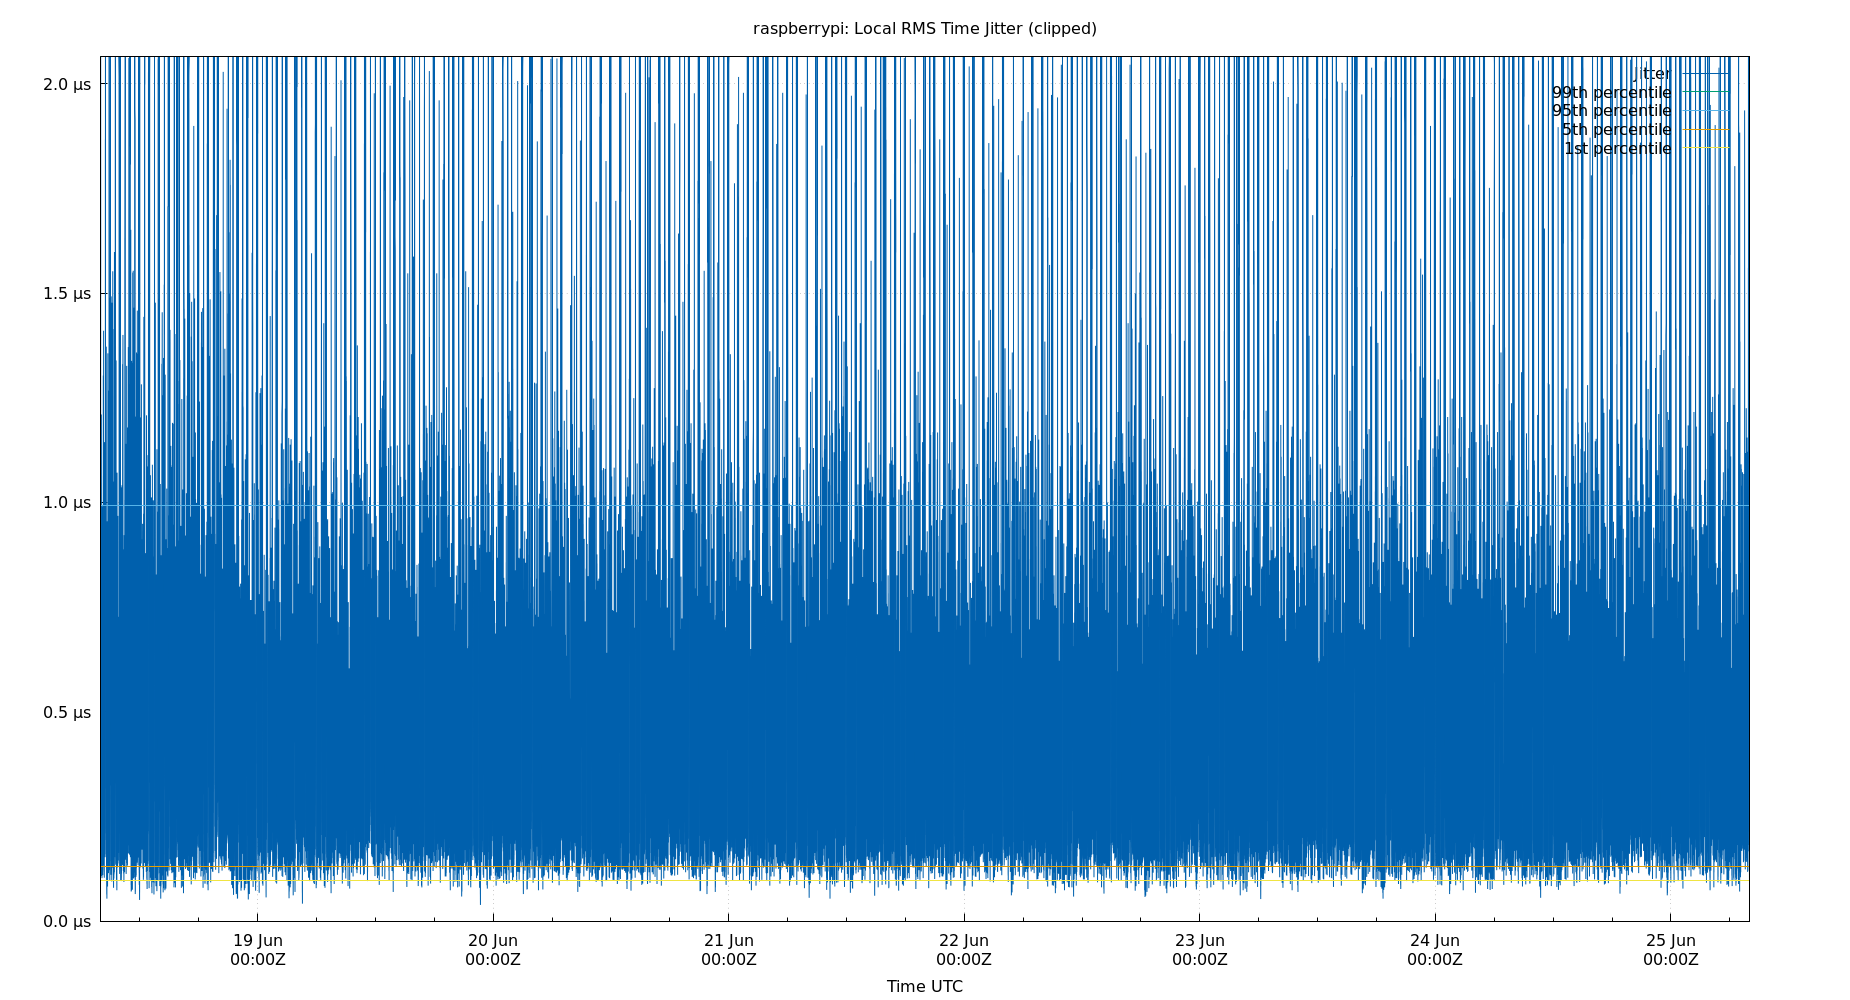 raspberrypi: Local RMS Time Jitter (clipped)
2.0 µs
1.5 µs
1.0 µs
0.5 µs
0.0 µs
jitter
99th percentile
95th percentile
5th percentile
1st percentile
19 Jun 20 Jun 21 Jun 22 Jun 23 Jun 24 Jun 25 Jun
00:00Z 00:00Z 00:00Z 00:00Z 00:00Z 00:00Z 00:00Z
Time UTC